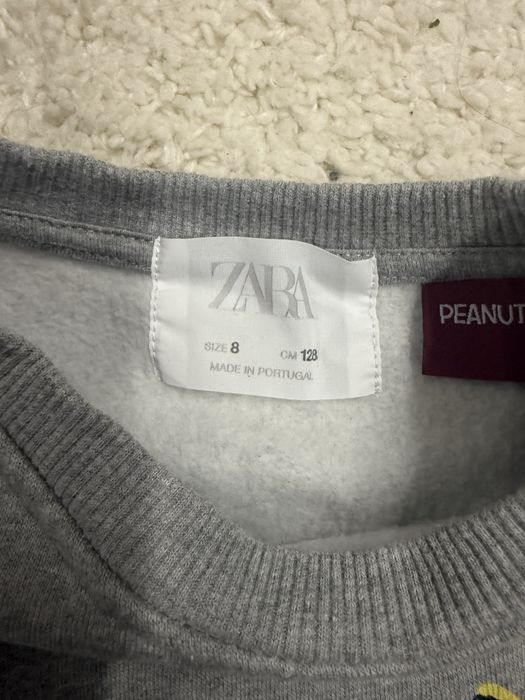 ZARA
SIZE 8 CM 128
MADE IN PORTUGAL
PEANUT